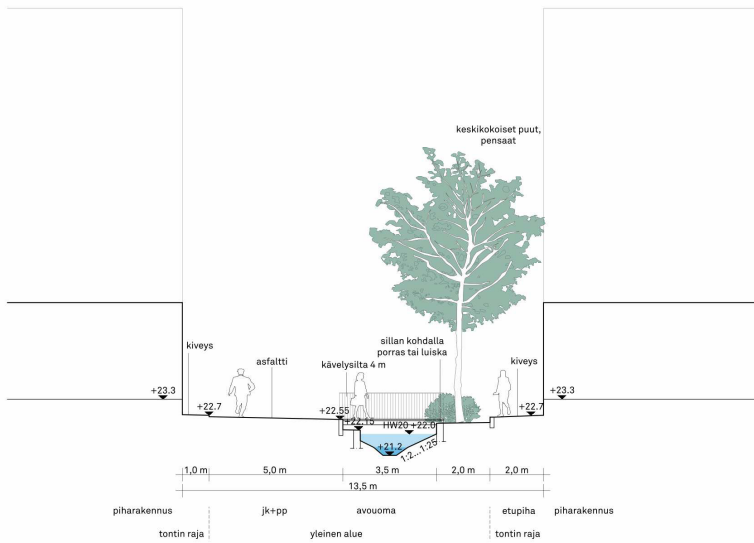 keskikokoiset puut,
pensaat
sillan kohdalla
porras tai luiska
kiveys
asfaltti
kävelysilta 4 m
kiveys
+23.3
+23.3
+22.7
+22.55
+22.7
+22.15
HW20 +22.0
+21.2
1:2...1:25
1,0 m
5,0 m
3,5 m
2,0 m
2,0 m
13,5 m
piharakennus
jk+pp
avouoma
etupiha
piharakennus
tontin raja
yleinen alue
tontin raja